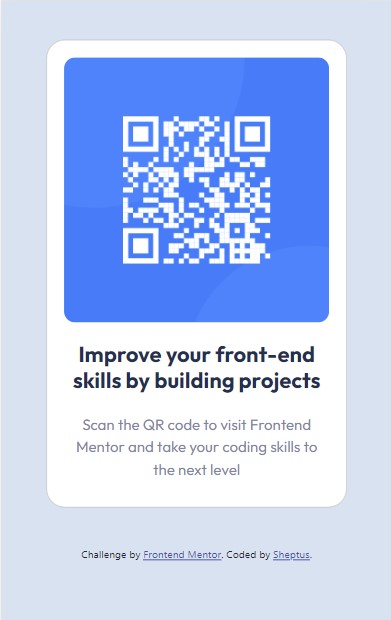 Improve your front-end
skills by building projects
Scan the QR code to visit Frontend
Mentor and take your coding skills to
the next level
Challenge by Frontend Mentor. Coded by Sheptus.